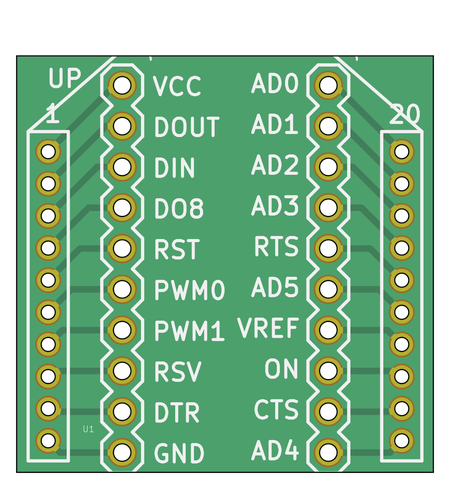 UP
1
20
VCC AD0
DOUT AD1
DIN AD2
DO8 AD3
RST RTS
PWM0 AD5
PWM1 VREF
RSV ON
DTR CTS
U1
GND AD4